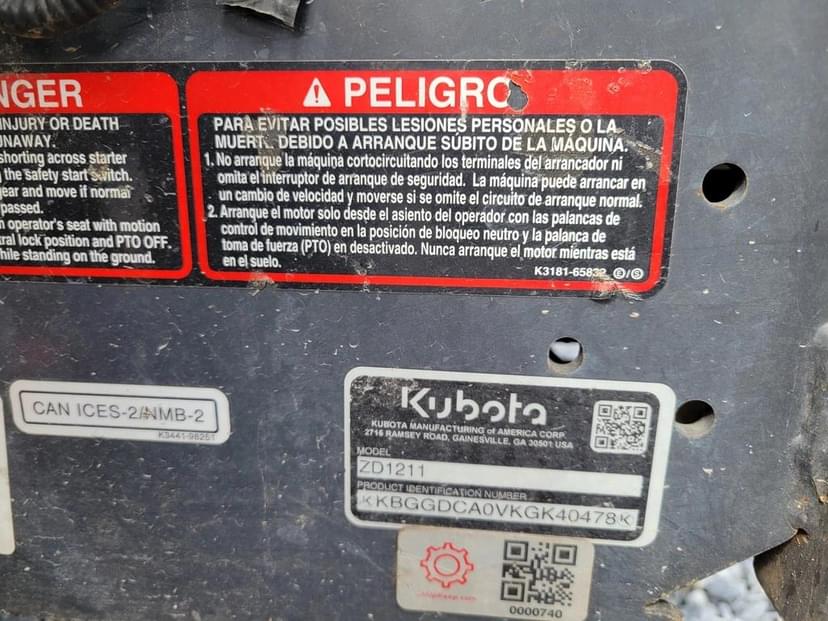 NGER
INJURY OR DEATH
UNAWAY.
shorting across starter
the safety start switch.
gear and move if normal
passed.
operator's seat with motion
tral lock position and PTO OFF.
while standing on the ground.
PELIGRO
PARA EVITAR POSIBLES LESIONES PERSONALES O LA
MUERT. DEBIDO A ARRANQUE SÚBITO DE LA MÁQUINA.
1. No arranque la máquina cortocircuitando los terminales del arrancador ni
omita el interruptor de arranque de seguridad. La máquina puede arrancar en
un cambio de velocidad y moverse si se omite el circuito de arranque normal.
2. Arranque el motor solo desde el asiento del operador con las palancas de
control de movimiento en la posición de bloqueo neutro y la palanca de
toma de fuerza (PTO) en desactivado. Nunca arranque el motor mientras está
en el suelo.
K3181-65832 Ⓔ/Ⓢ
CAN ICES-2/NMB-2
K3441-98251
Kubota
KUBOTA MANUFACTURING of AMERICA CORP.
2716 RAMSEY ROAD, GAINESVILLE, GA 30501 USA
MODEL
ZD1211
PRODUCT IDENTIFICATION NUMBER
KKBGGDCA0VKGK40478K
0000740